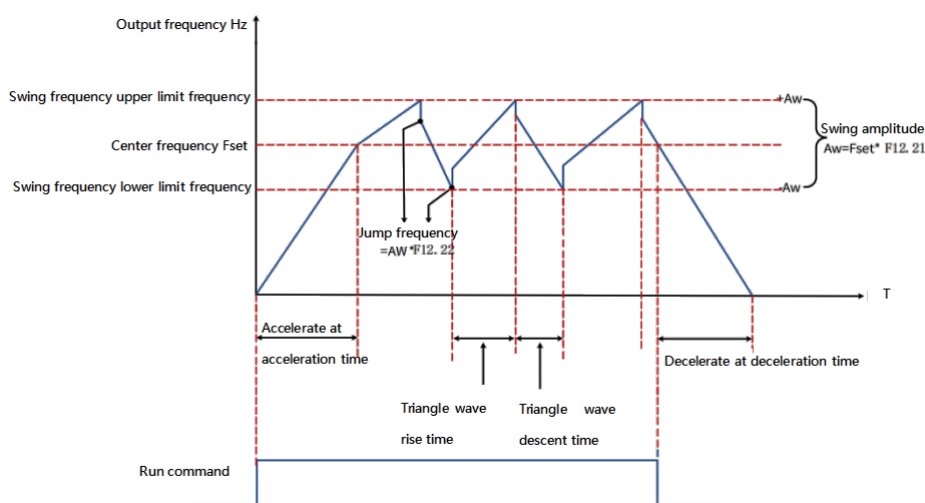 Output frequency Hz
Swing frequency upper limit frequency
+Aw
Swing amplitude
Center frequency Fset
Aw=Fset* F12. 21
Swing frequency lower limit frequency
-Aw
Jump frequency
=AW *F12. 22
T
Accelerate at
acceleration time
Decelerate at deceleration time
Triangle wave
rise time
Triangle wave
descent time
Run command